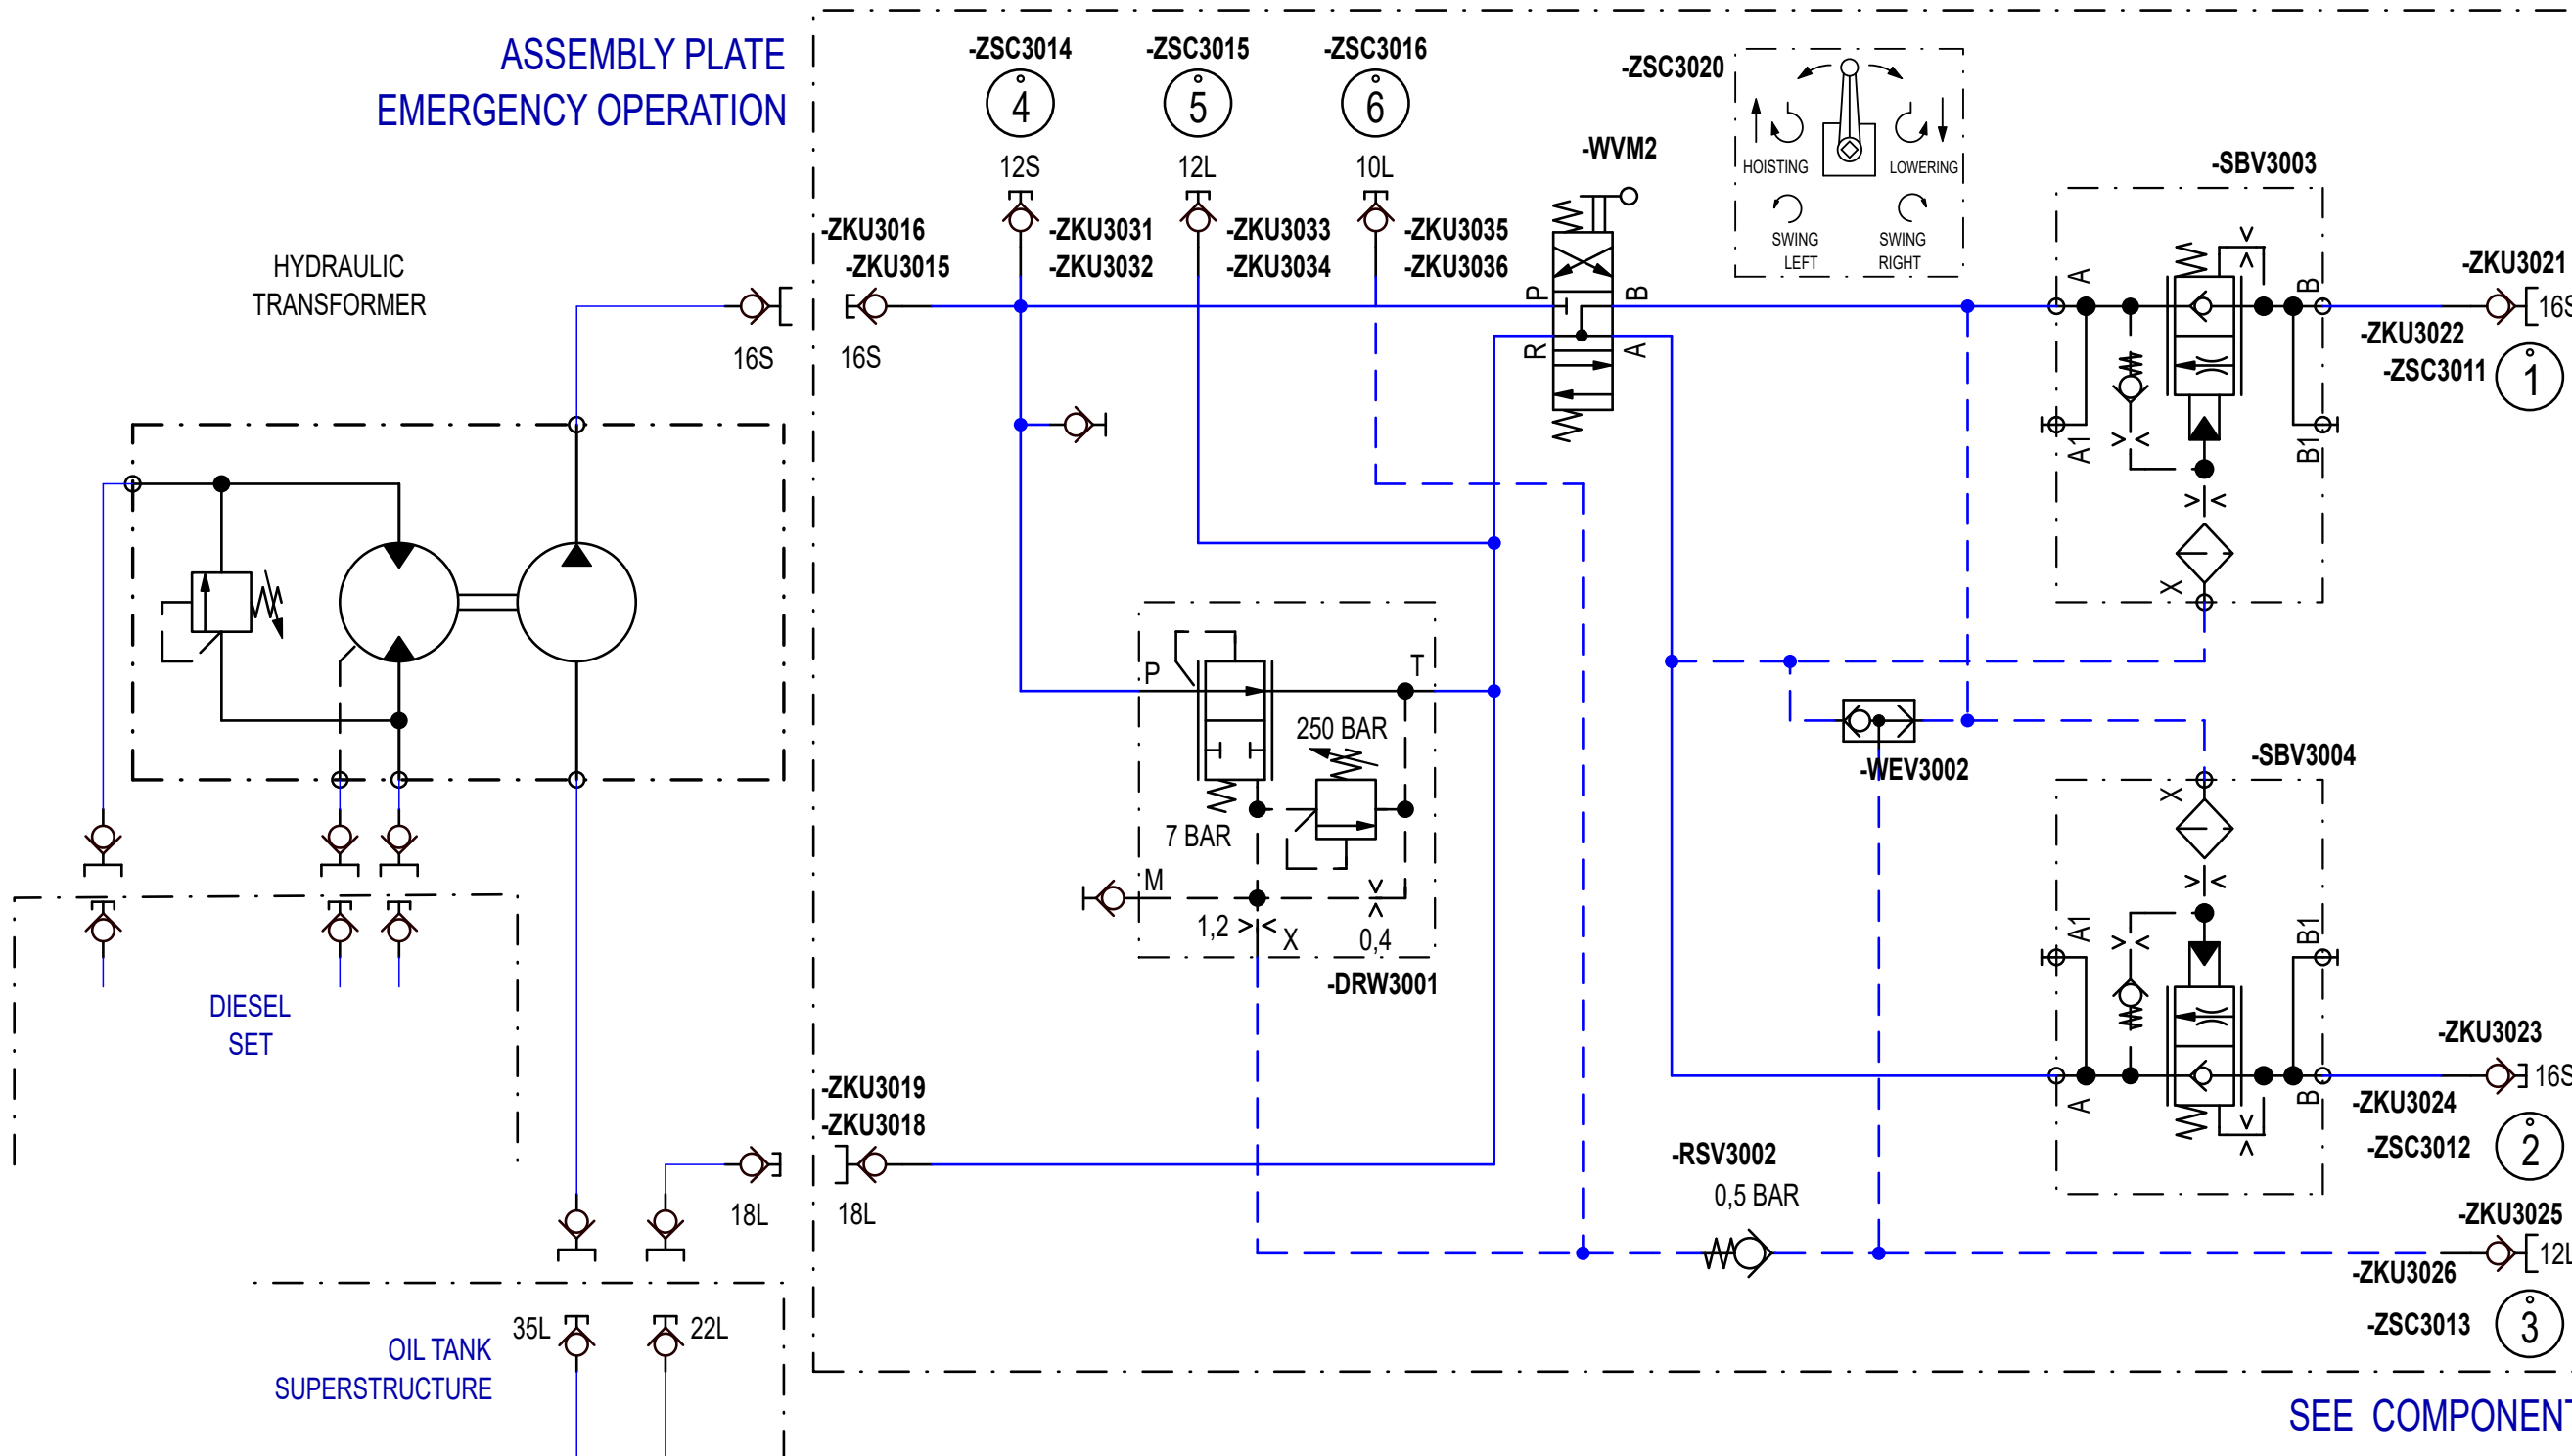 ASSEMBLY PLATE
EMERGENCY OPERATION
-ZSC3014
-ZSC3015
-ZSC3016
-ZSC3020
4
5
6
12S
12L
10L
-WVM2
HOISTING
LOWERING
SWING
LEFT
SWING
RIGHT
-SBV3003
-ZKU3016
-ZKU3015
-ZKU3031
-ZKU3032
-ZKU3033
-ZKU3034
-ZKU3035
-ZKU3036
HYDRAULIC
TRANSFORMER
16S
16S
P
B
R
A
A
B
A1
B1
X
-ZKU3021
16S
-ZKU3022
-ZSC3011
1
P
T
250 BAR
7 BAR
M
1,2
X
0,4
-DRW3001
-WEV3002
-SBV3004
X
A1
B1
A
B
-ZKU3023
16S
-ZKU3024
-ZSC3012
2
DIESEL
SET
-ZKU3019
-ZKU3018
18L
18L
-RSV3002
0,5 BAR
-ZKU3025
12L
-ZKU3026
-ZSC3013
3
35L
22L
OIL TANK
SUPERSTRUCTURE
SEE COMPONENT